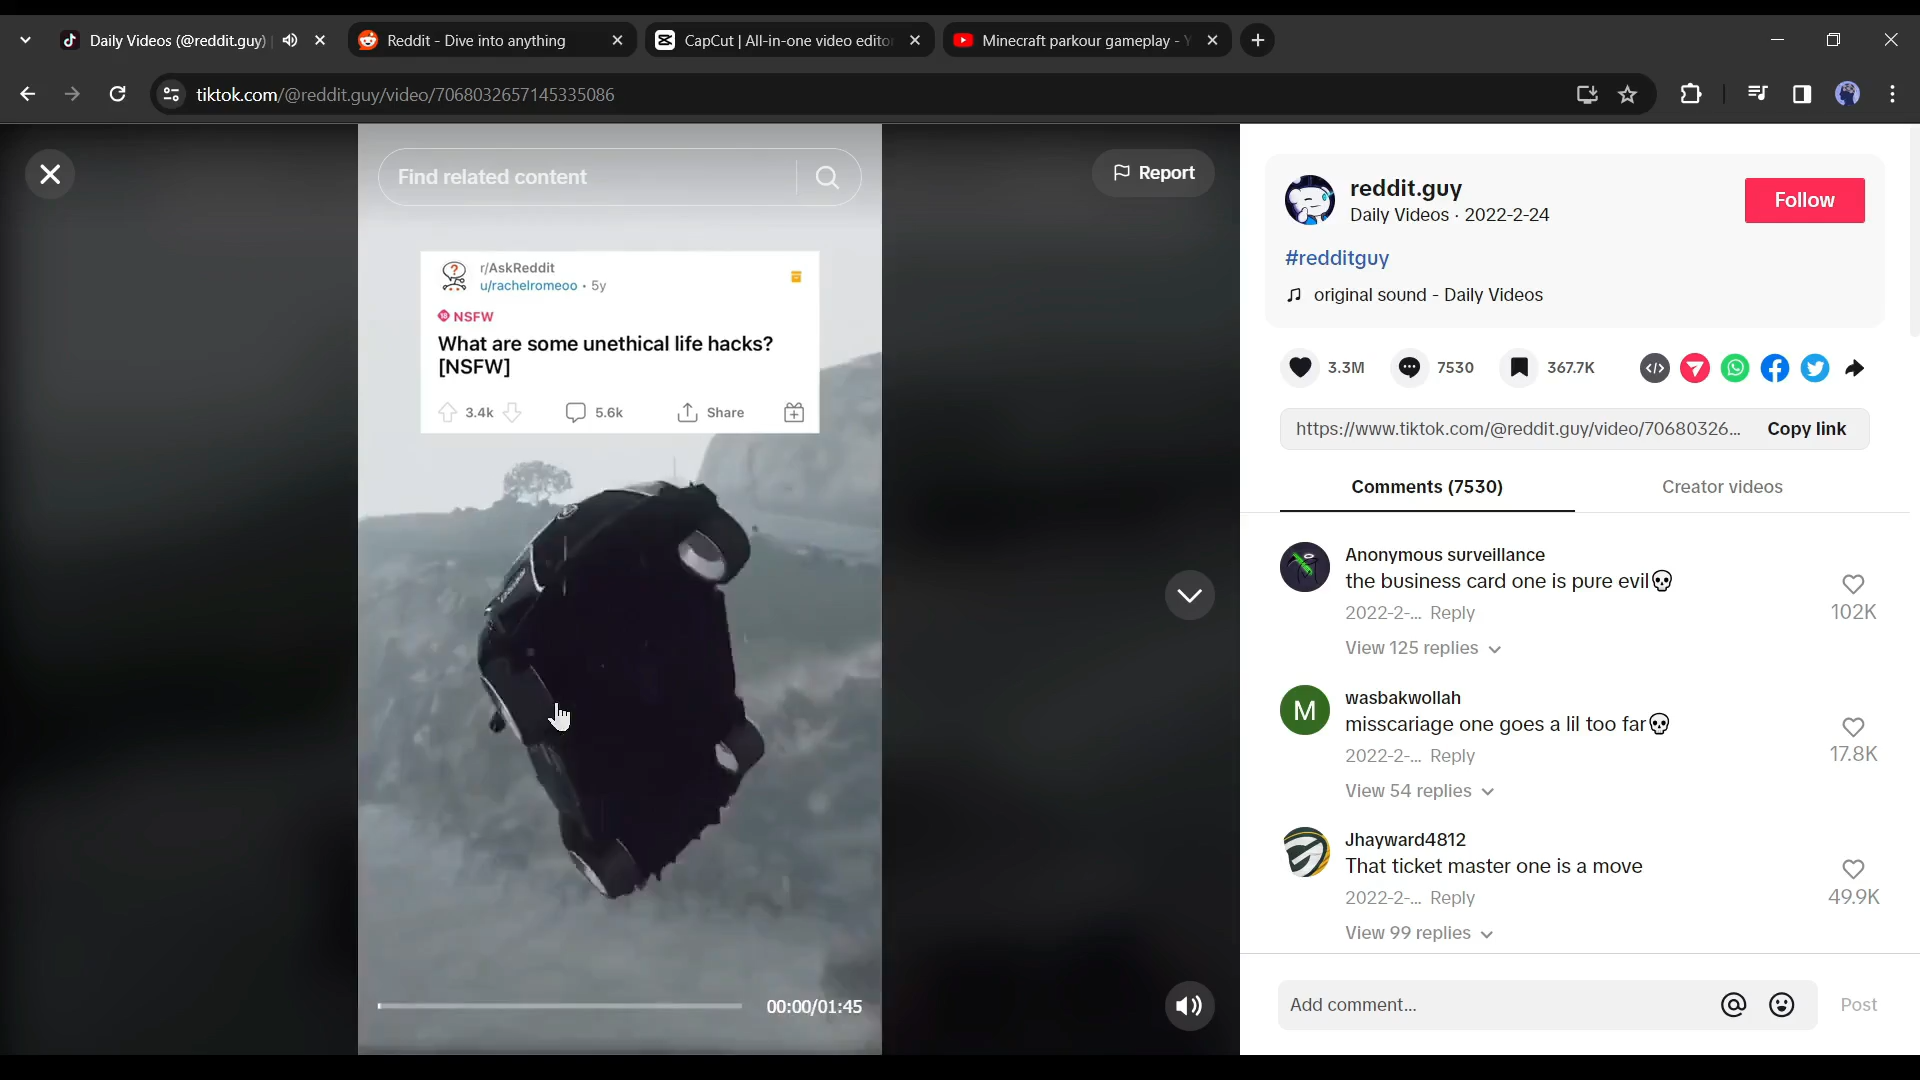 Daily Videos (@reddit.guy)
Reddit - Dive into anything
CapCut | All-in-one video editor
Minecraft parkour gameplay - Y
tiktok.com/@reddit.guy/video/7068032657145335086
Find related content
Report
r/AskReddit
u/rachelromeoo · 5y
18 NSFW
What are some unethical life hacks?
[NSFW]
3.4k 5.6k Share
00:00/01:45
reddit.guy
Daily Videos · 2022-2-24
Follow
#redditguy
original sound - Daily Videos
3.3M 7530 367.7K
https://www.tiktok.com/@reddit.guy/video/70680326... Copy link
Comments (7530) Creator videos
Anonymous surveillance
the business card one is pure evil💀
2022-2-... Reply
102K
View 125 replies
M
wasbakwollah
misscariage one goes a lil too far💀
2022-2-... Reply
17.8K
View 54 replies
Jhayward4812
That ticket master one is a move
2022-2-... Reply
49.9K
View 99 replies
Add comment...
Post